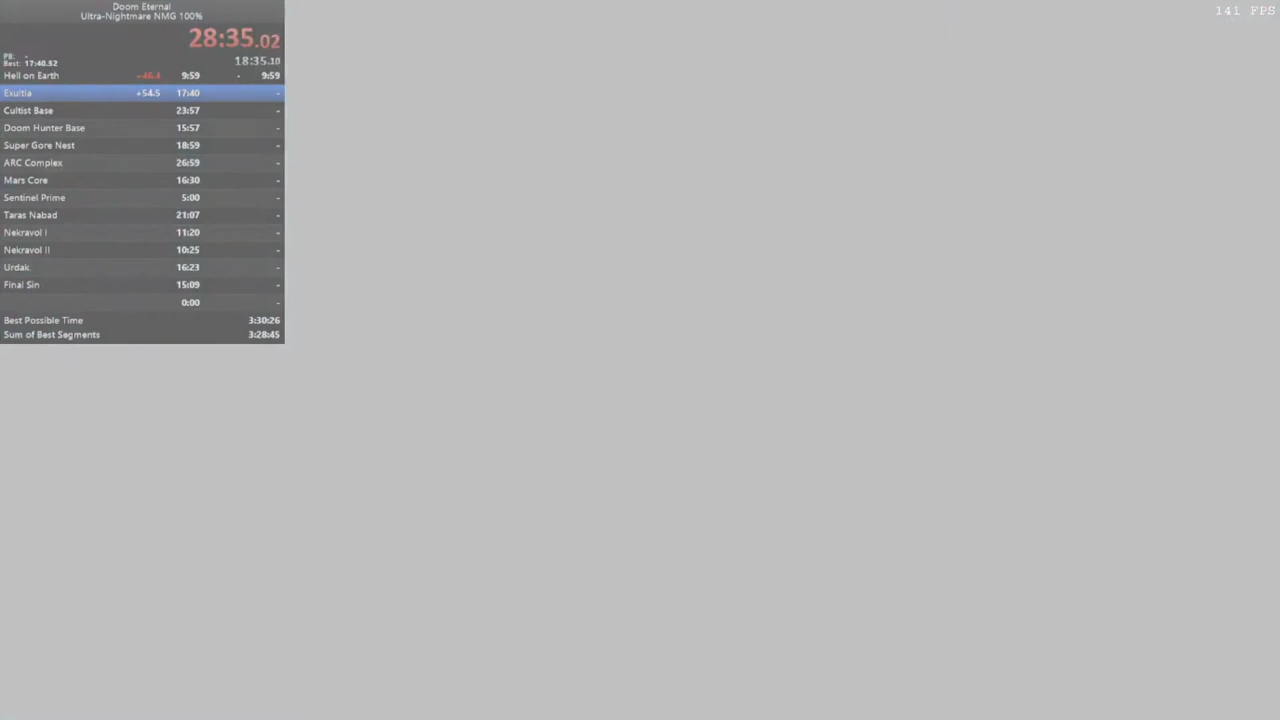 Doom Eternal
Ultra-Nightmare NMG 100%
28:35.02
PB: -
Best: 17:40.52
18:35.10
Hell on Earth +46.4 9:59 - 9:59
Exultia +54.5 17:40 -
Cultist Base 23:57 -
Doom Hunter Base 15:57 -
Super Gore Nest 18:59 -
ARC Complex 26:59 -
Mars Core 16:30 -
Sentinel Prime 5:00 -
Taras Nabad 21:07 -
Nekravol I 11:20 -
Nekravol II 10:25 -
Urdak 16:23 -
Final Sin 15:09 -
0:00 -
Best Possible Time 3:30:26
Sum of Best Segments 3:28:45
141 FPS